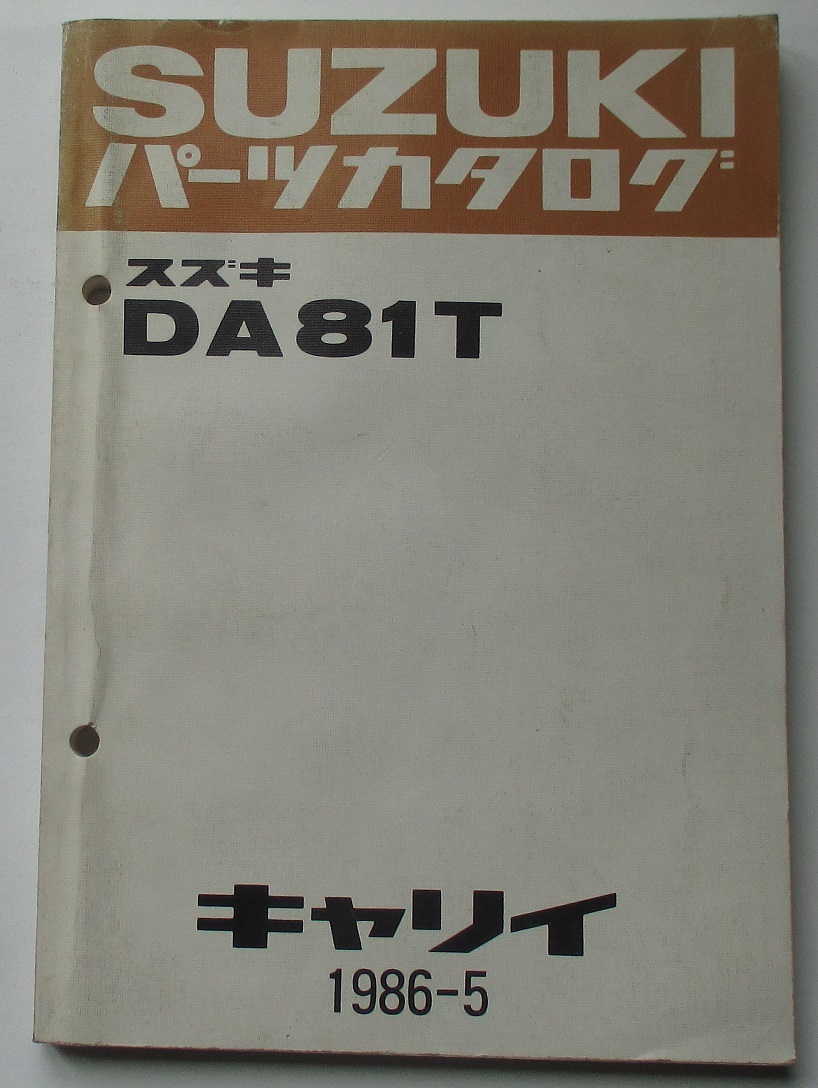 SUZUKI
パーツカタログ
スズキ
DA81T
キャリイ
1986-5